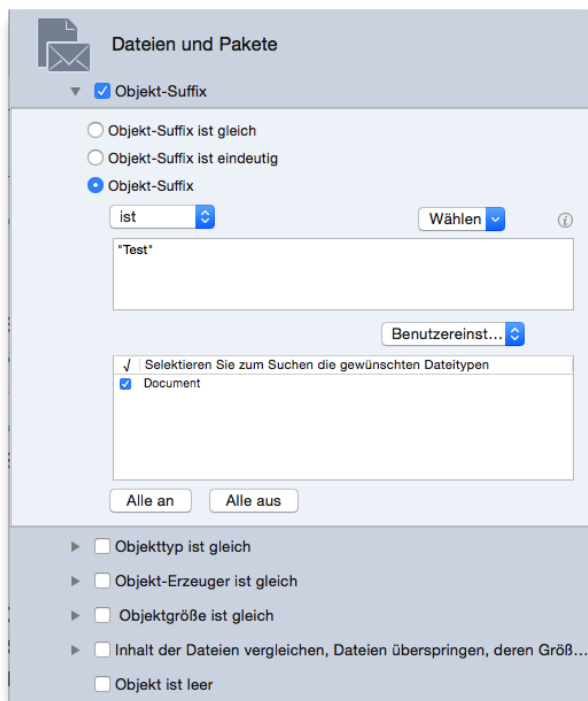 Dateien und Pakete
Objekt-Suffix
Objekt-Suffix ist gleich
Objekt-Suffix ist eindeutig
Objekt-Suffix
ist
Wählen
"Test"
Benutzereinst...
√ Selektieren Sie zum Suchen die gewünschten Dateitypen
Document
Alle an Alle aus
Objekttyp ist gleich
Objekt-Erzeuger ist gleich
Objektgröße ist gleich
Inhalt der Dateien vergleichen, Dateien überspringen, deren Größ...
Objekt ist leer